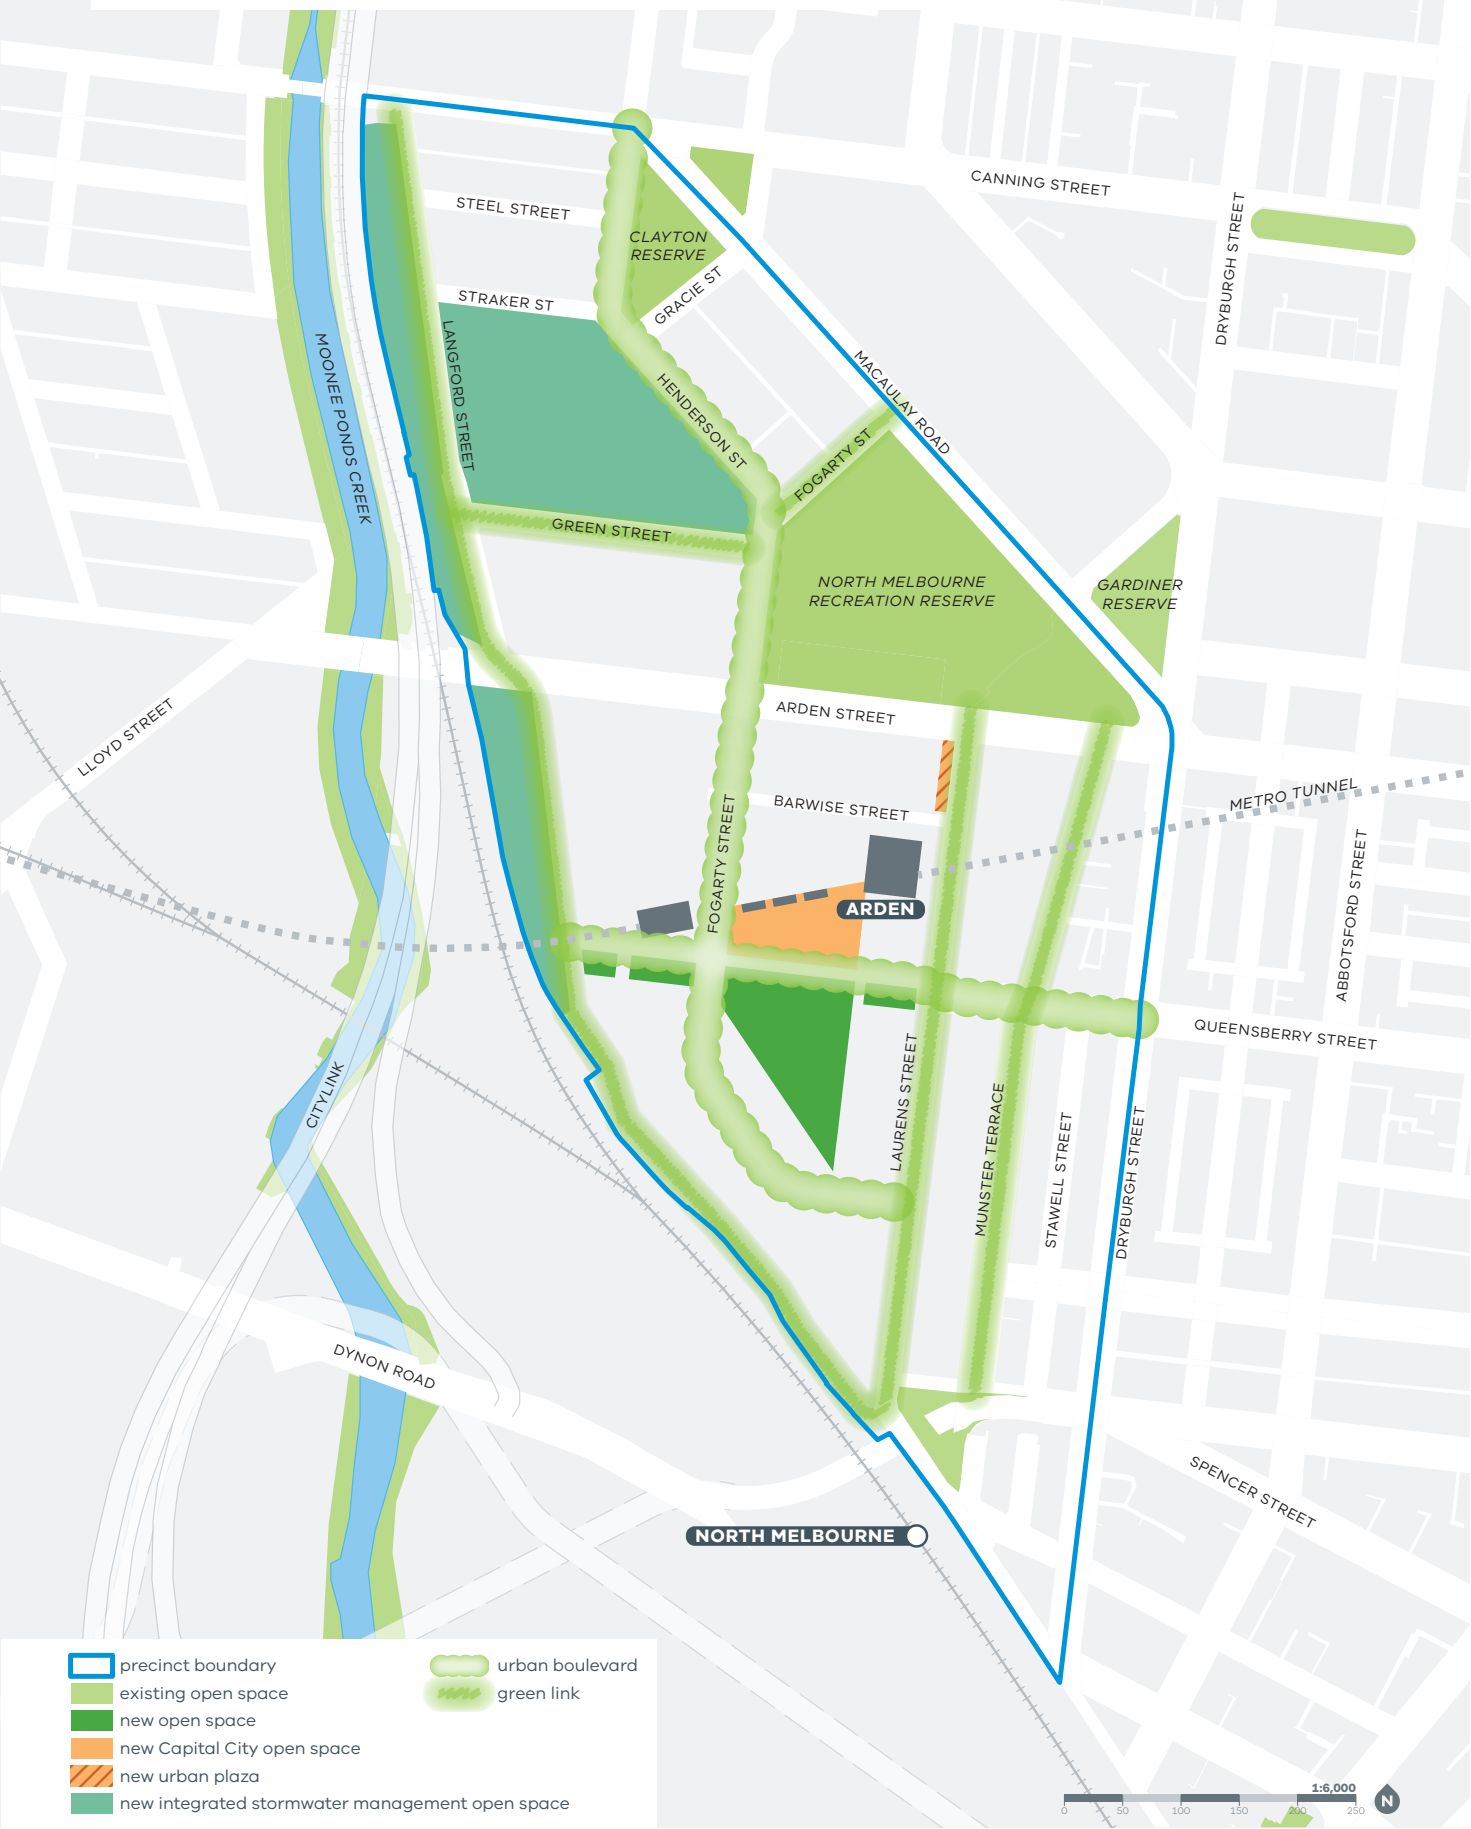 CANNING STREET
DRYBURGH STREET
STEEL STREET
CLAYTON
RESERVE
GRACIE ST
STRAKER ST
LANGFORD STREET
MOONEE PONDS CREEK
HENDERSON ST
MACAULAY ROAD
FOGARTY ST
GREEN STREET
NORTH MELBOURNE
RECREATION RESERVE
GARDINER
RESERVE
ARDEN STREET
LLOYD STREET
BARWISE STREET
METRO TUNNEL
FOGARTY STREET
ARDEN
ABBOTSFORD STREET
QUEENSBERRY STREET
CITYLINK
LAURENS STREET
MUNSTER TERRACE
STAWELL STREET
DRYBURGH STREET
DYNON ROAD
SPENCER STREET
NORTH MELBOURNE
precinct boundary
existing open space
new open space
new Capital City open space
new urban plaza
new integrated stormwater management open space
urban boulevard
green link
1:6,000
N
0 50 100 150 200 250